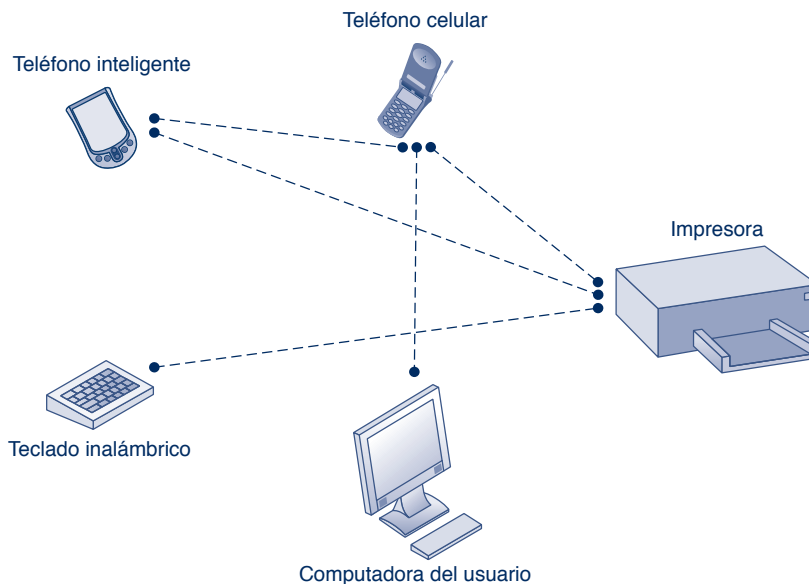 Teléfono celular
Teléfono inteligente
Impresora
Teclado inalámbrico
Computadora del usuario